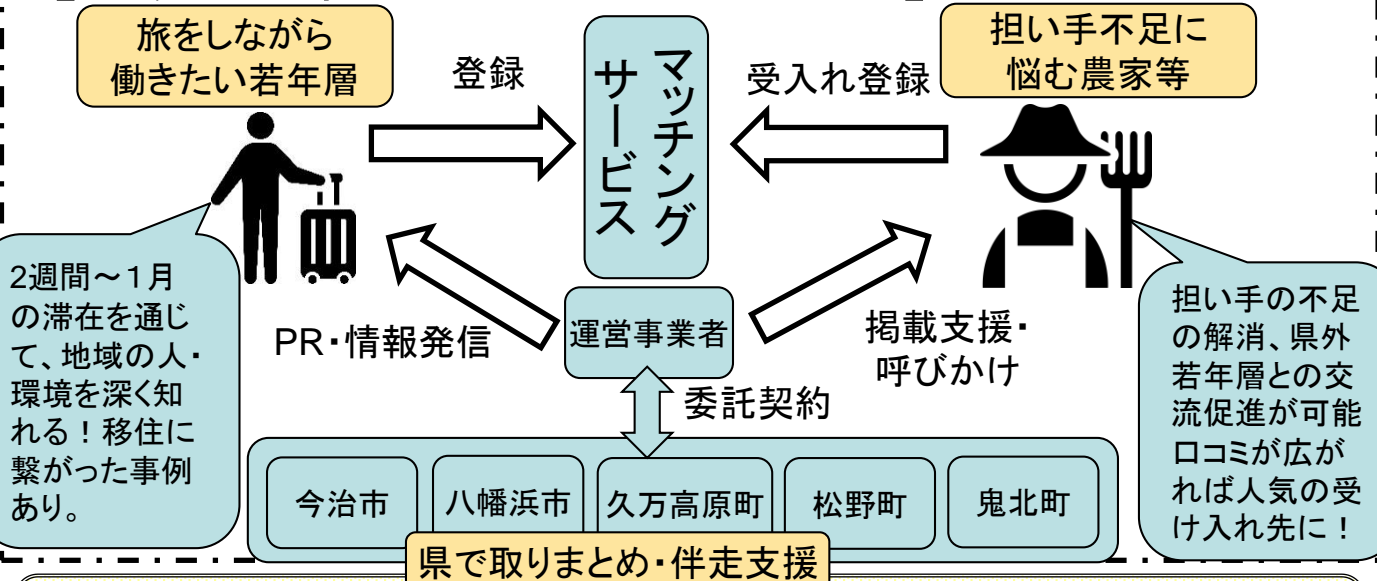 旅をしながら
働きたい若年層
登録
マッチング
サービス
受入れ登録
担い手不足に
悩む農家等
2週間～1月
の滞在を通じ
て、地域の人・
環境を深く知
れる！移住に
繋がった事例
あり。
PR・情報発信
運営事業者
掲載支援・
呼びかけ
担い手の不足
の解消、県外
若年層との交
流促進が可能
口コミが広が
れば人気の受
け入れ先に！
委託契約
今治市
八幡浜市
久万高原町
松野町
鬼北町
県で取りまとめ・伴走支援